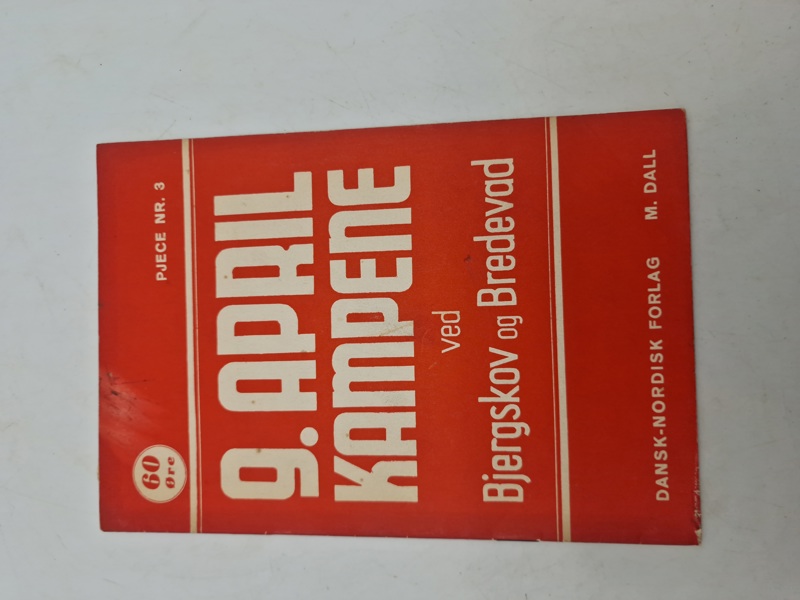 60
Øre
PJECE NR. 3
9. APRIL
KAMPENE
ved
Bjergskov og Bredevad
DANSK-NORDISK FORLAG M. DALL